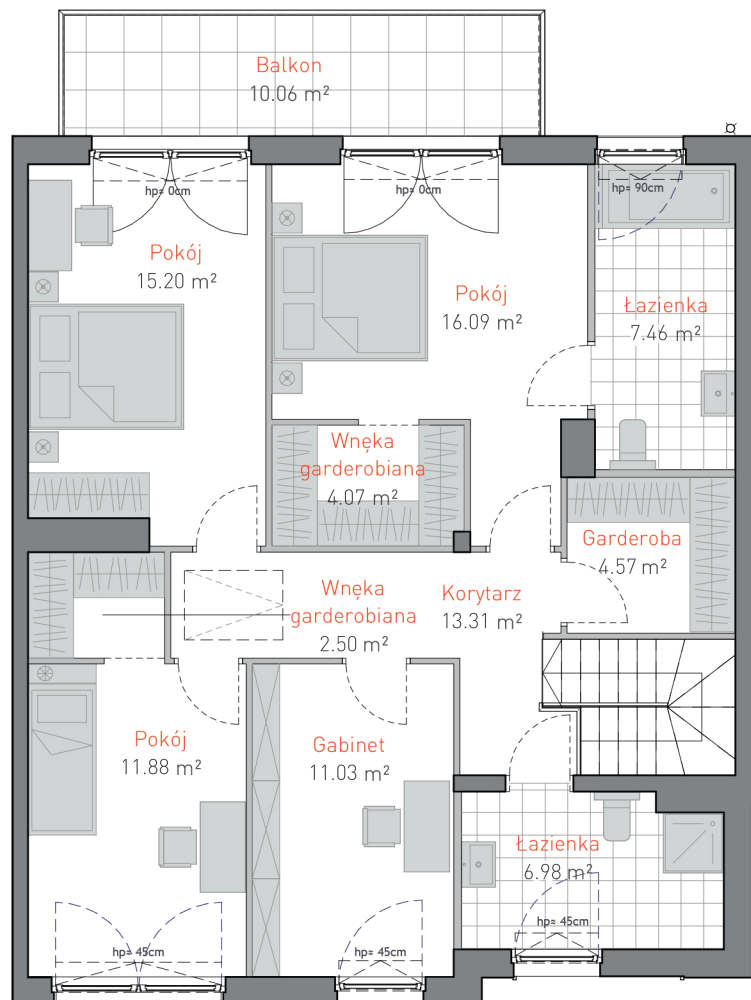 Balkon
10.06 m²
hp= 0cm
hp= 0cm
hp= 90cm
Pokój
15.20 m²
Pokój
16.09 m²
Łazienka
7.46 m²
Wnęka
garderobiana
4.07 m²
Garderoba
4.57 m²
Wnęka
garderobiana
2.50 m²
Korytarz
13.31 m²
Pokój
11.88 m²
Gabinet
11.03 m²
Łazienka
6.98 m²
hp= 45cm
hp= 45cm
hp= 45cm